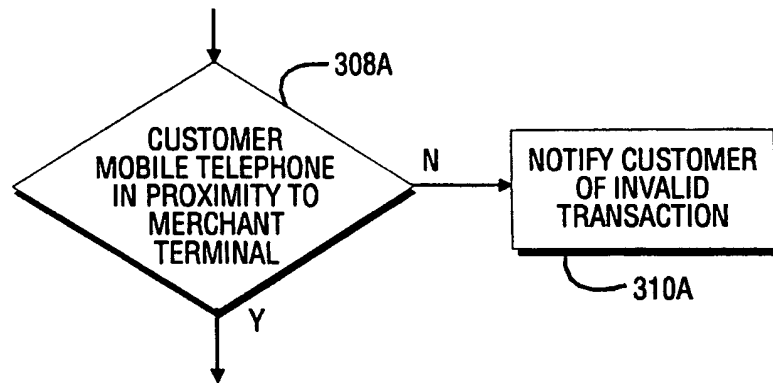 308A
CUSTOMER
MOBILE TELEPHONE
IN PROXIMITY TO
MERCHANT
TERMINAL
N
NOTIFY CUSTOMER
OF INVALID
TRANSACTION
310A
Y